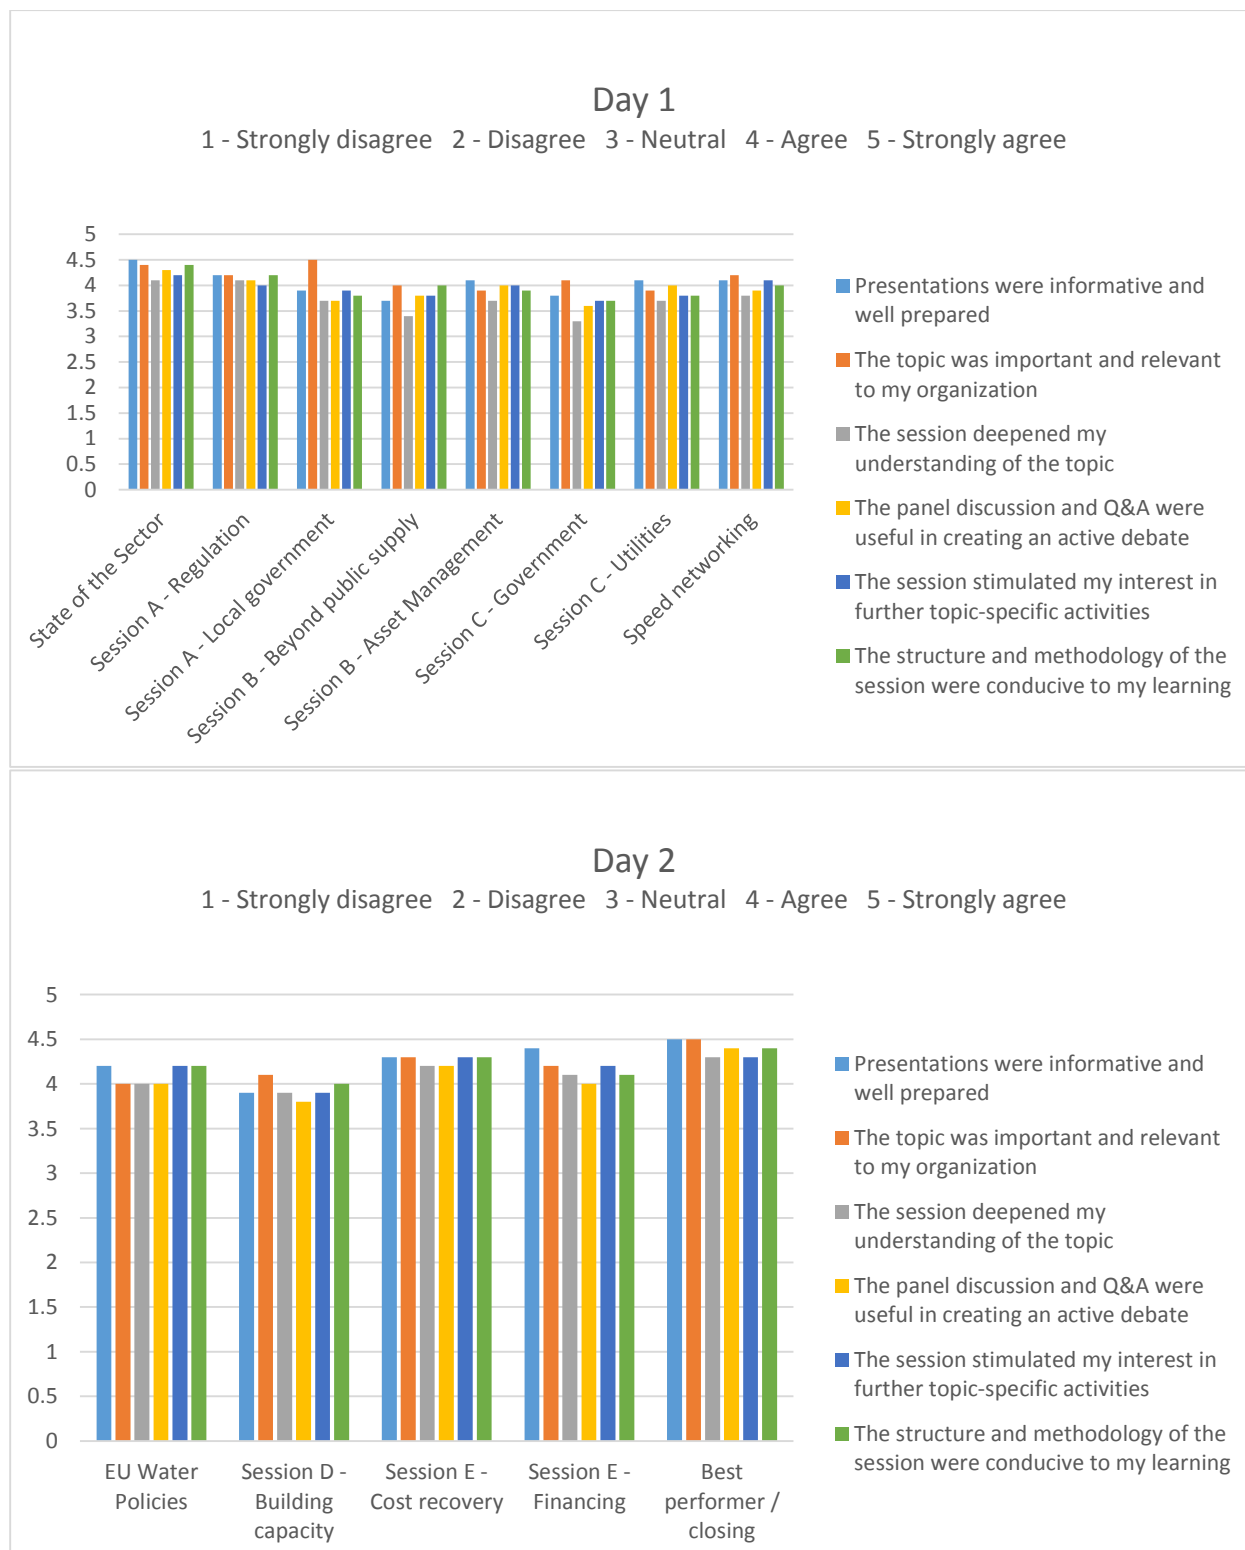 Day 1
1 - Strongly disagree 2 - Disagree 3 - Neutral 4 - Agree 5 - Strongly agree
5
4.5
4
3.5
3
2.5
2
1.5
1
0.5
0
State of the Sector
Session A - Regulation
Session A - Local government
Session B - Beyond public supply
Session B - Asset Management
Session C - Government
Session C - Utilities
Speed networking
Presentations were informative and
well prepared
The topic was important and relevant
to my organization
The session deepened my
understanding of the topic
The panel discussion and Q&A were
useful in creating an active debate
The session stimulated my interest in
further topic-specific activities
The structure and methodology of the
session were conducive to my learning
Day 2
1 - Strongly disagree 2 - Disagree 3 - Neutral 4 - Agree 5 - Strongly agree
5
4.5
4
3.5
3
2.5
2
1.5
1
0.5
0
EU Water
Policies
Session D -
Building
capacity
Session E -
Cost recovery
Session E -
Financing
Best
performer /
closing
Presentations were informative and
well prepared
The topic was important and relevant
to my organization
The session deepened my
understanding of the topic
The panel discussion and Q&A were
useful in creating an active debate
The session stimulated my interest in
further topic-specific activities
The structure and methodology of the
session were conducive to my learning